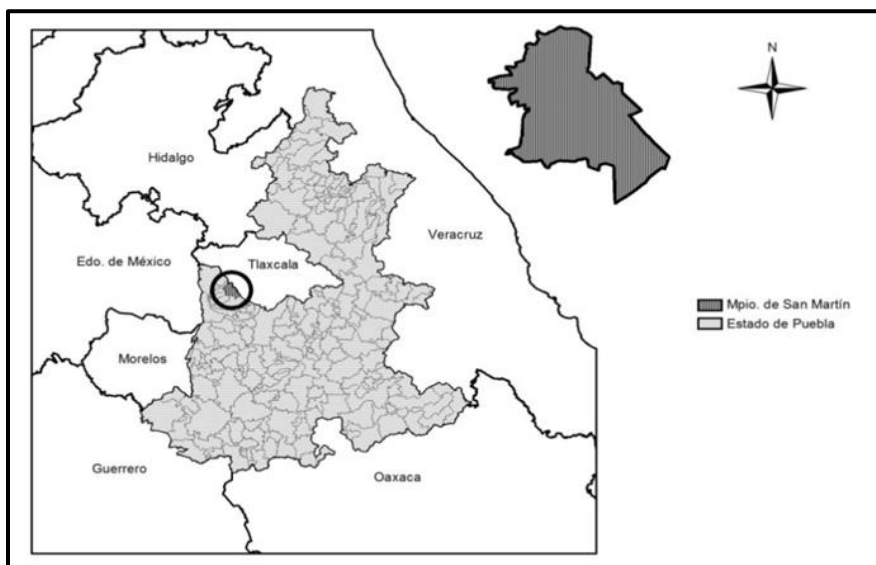 N
Hidalgo
Veracruz
Edo. de México
Tlaxcala
Mpio. de San Martín
Estado de Puebla
Morelos
Guerrero
Oaxaca